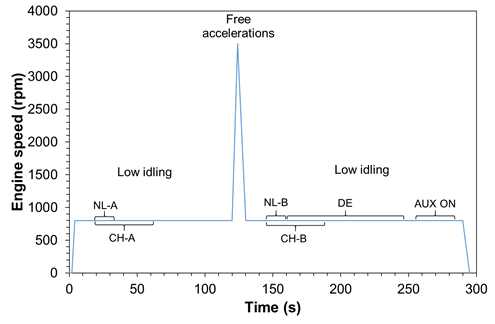 Free
accelerations
4000
3500
3000
2500
2000
1500
1000
500
0
Engine speed (rpm)
Low idling
Low idling
NL-A
NL-B
DE
AUX ON
CH-A
CH-B
0
50
100
150
200
250
300
Time (s)